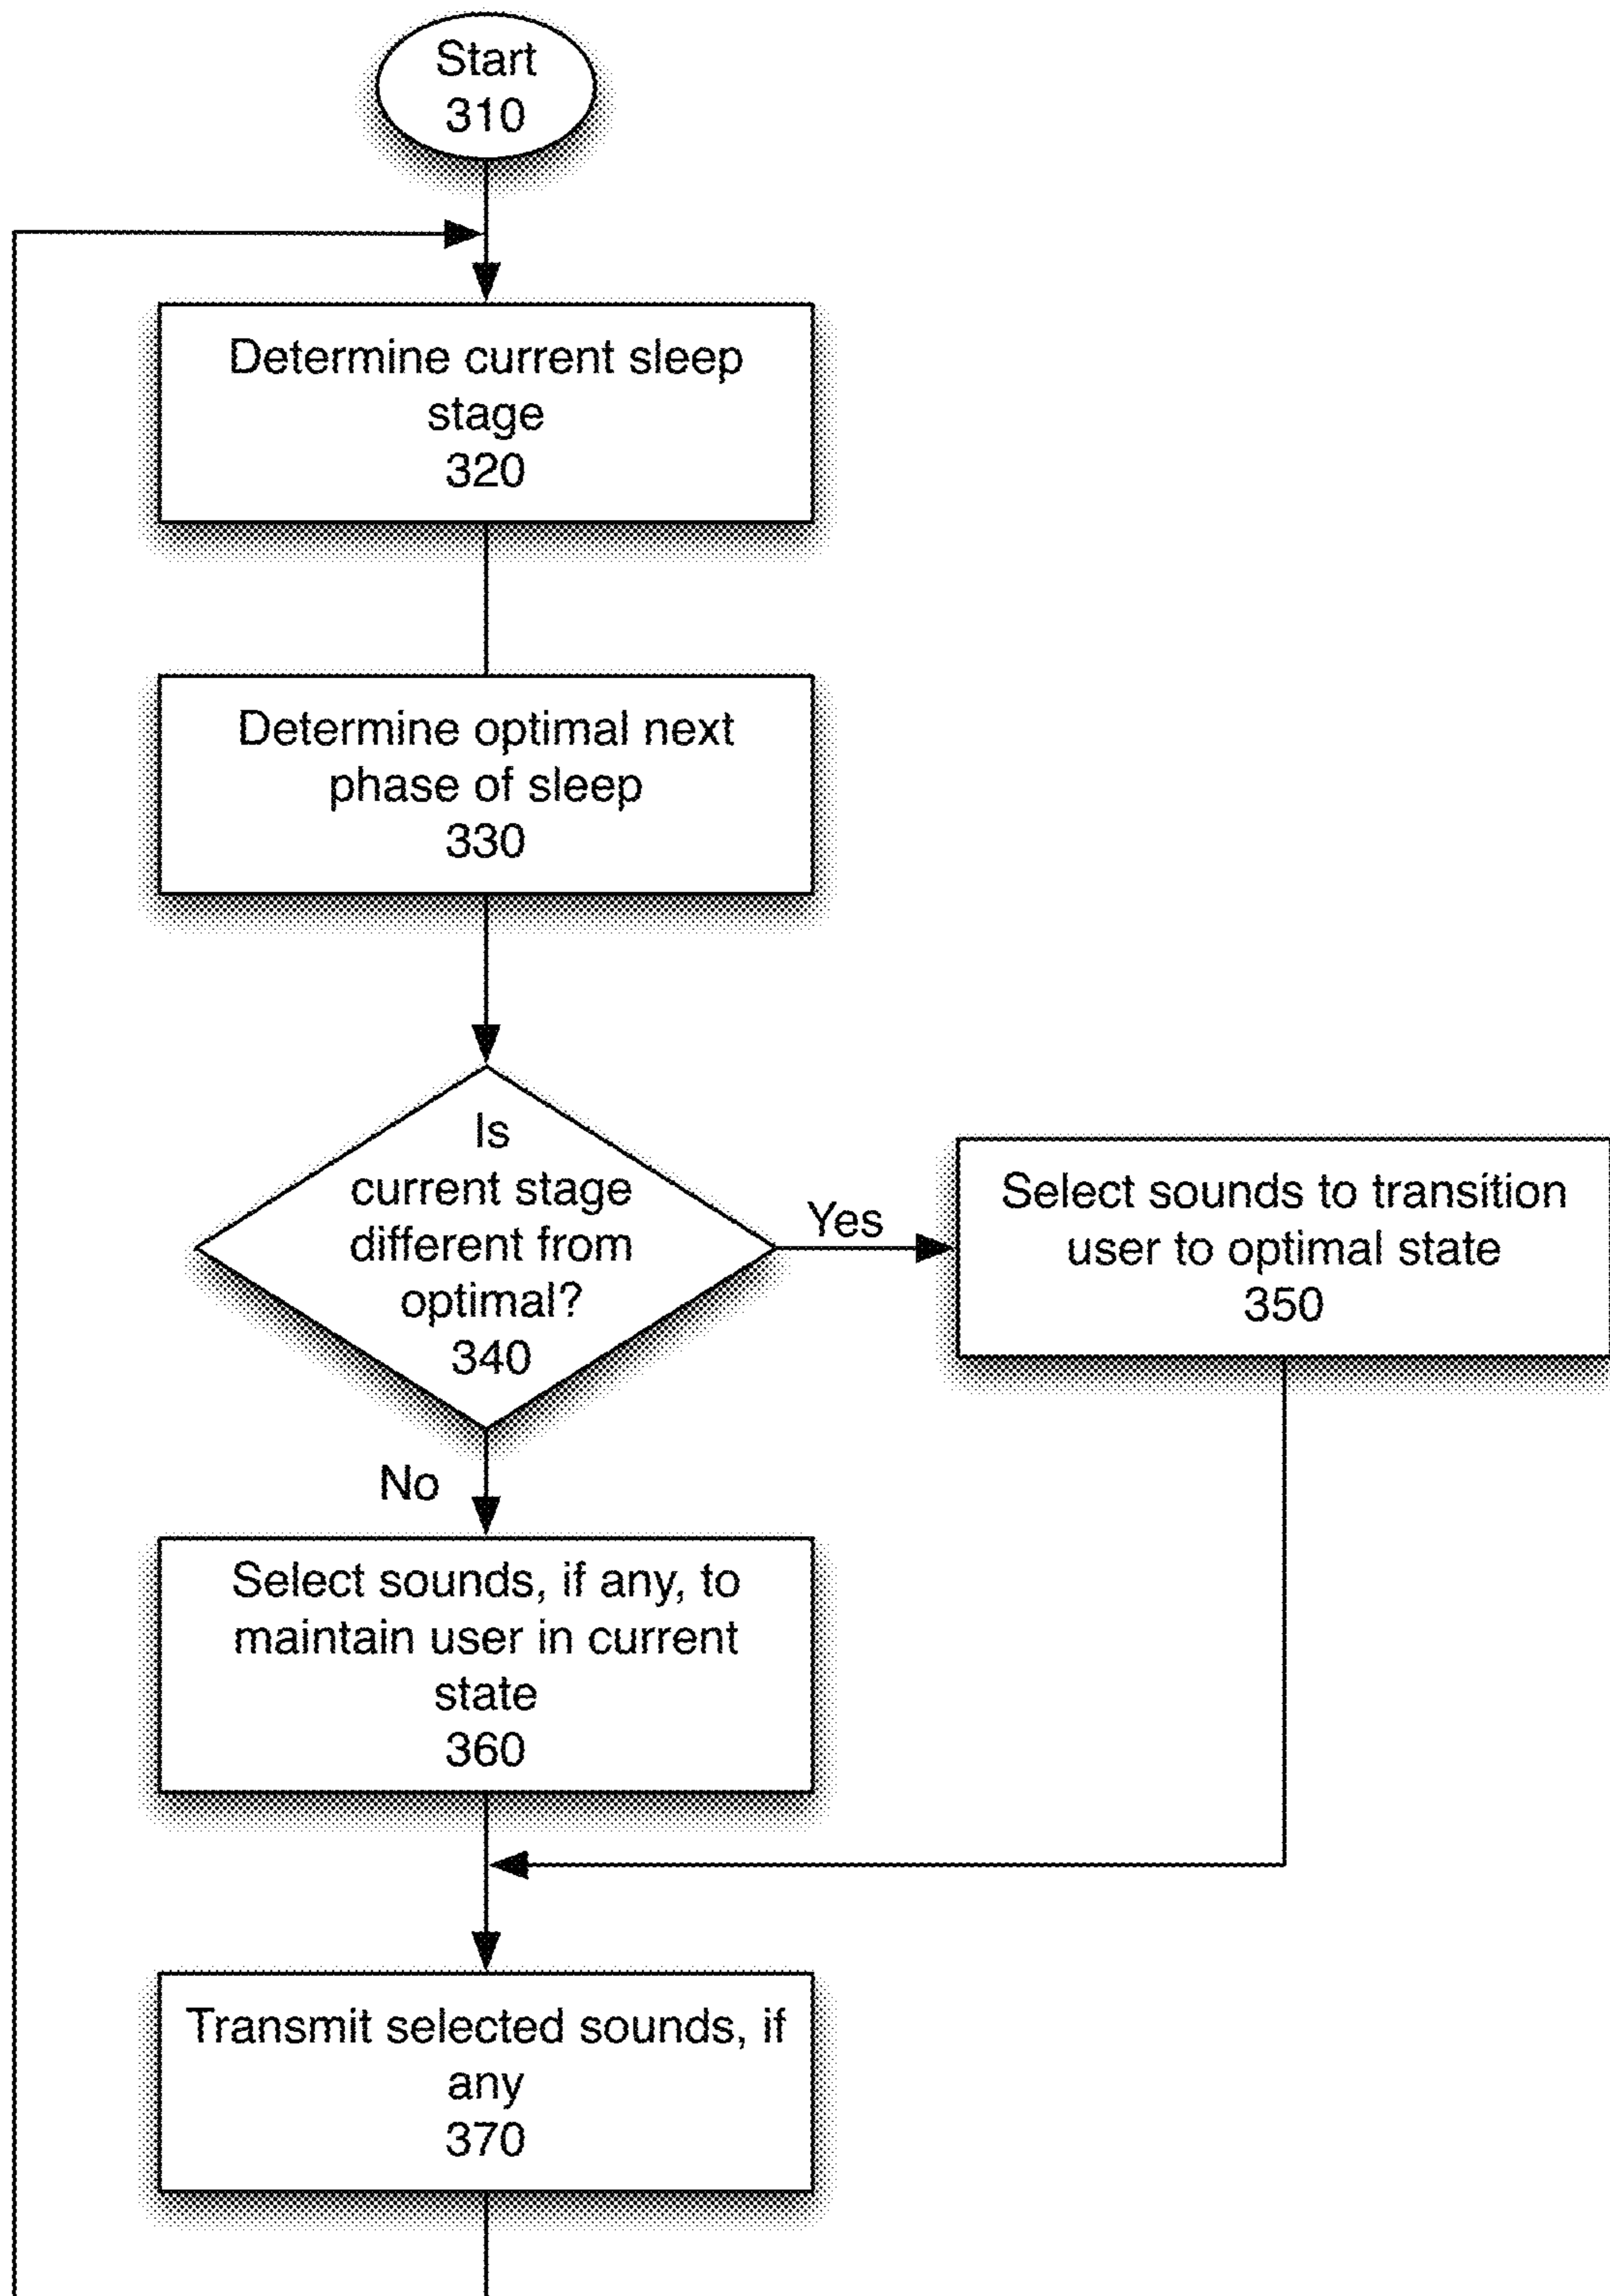 Start
310
Determine current sleep
stage
320
Determine optimal next
phase of sleep
330
Is
current stage
different from
optimal?
340
Yes
Select sounds to transition
user to optimal state
350
No
Select sounds, if any, to
maintain user in current
state
360
Transmit selected sounds, if
any
370